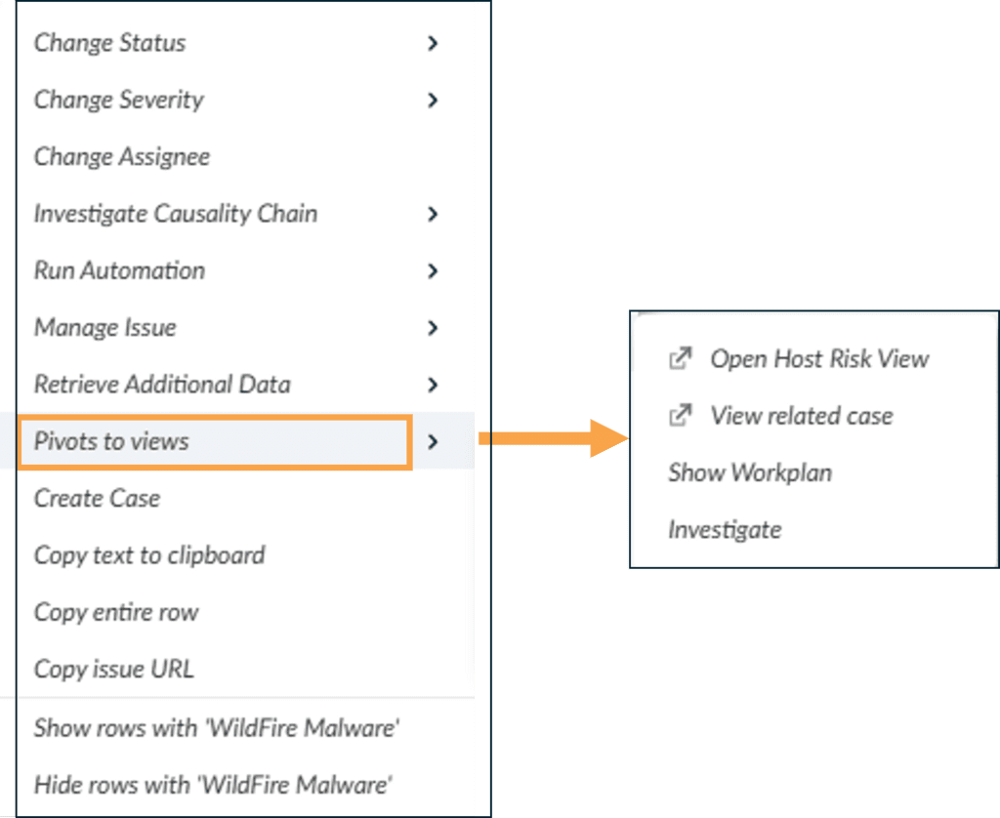 Change Status
Change Severity
Change Assignee
Investigate Causality Chain
Run Automation
Manage Issue
Retrieve Additional Data
Pivots to views
Create Case
Copy text to clipboard
Copy entire row
Copy issue URL
Show rows with 'WildFire Malware'
Hide rows with 'WildFire Malware'
Open Host Risk View
View related case
Show Workplan
Investigate